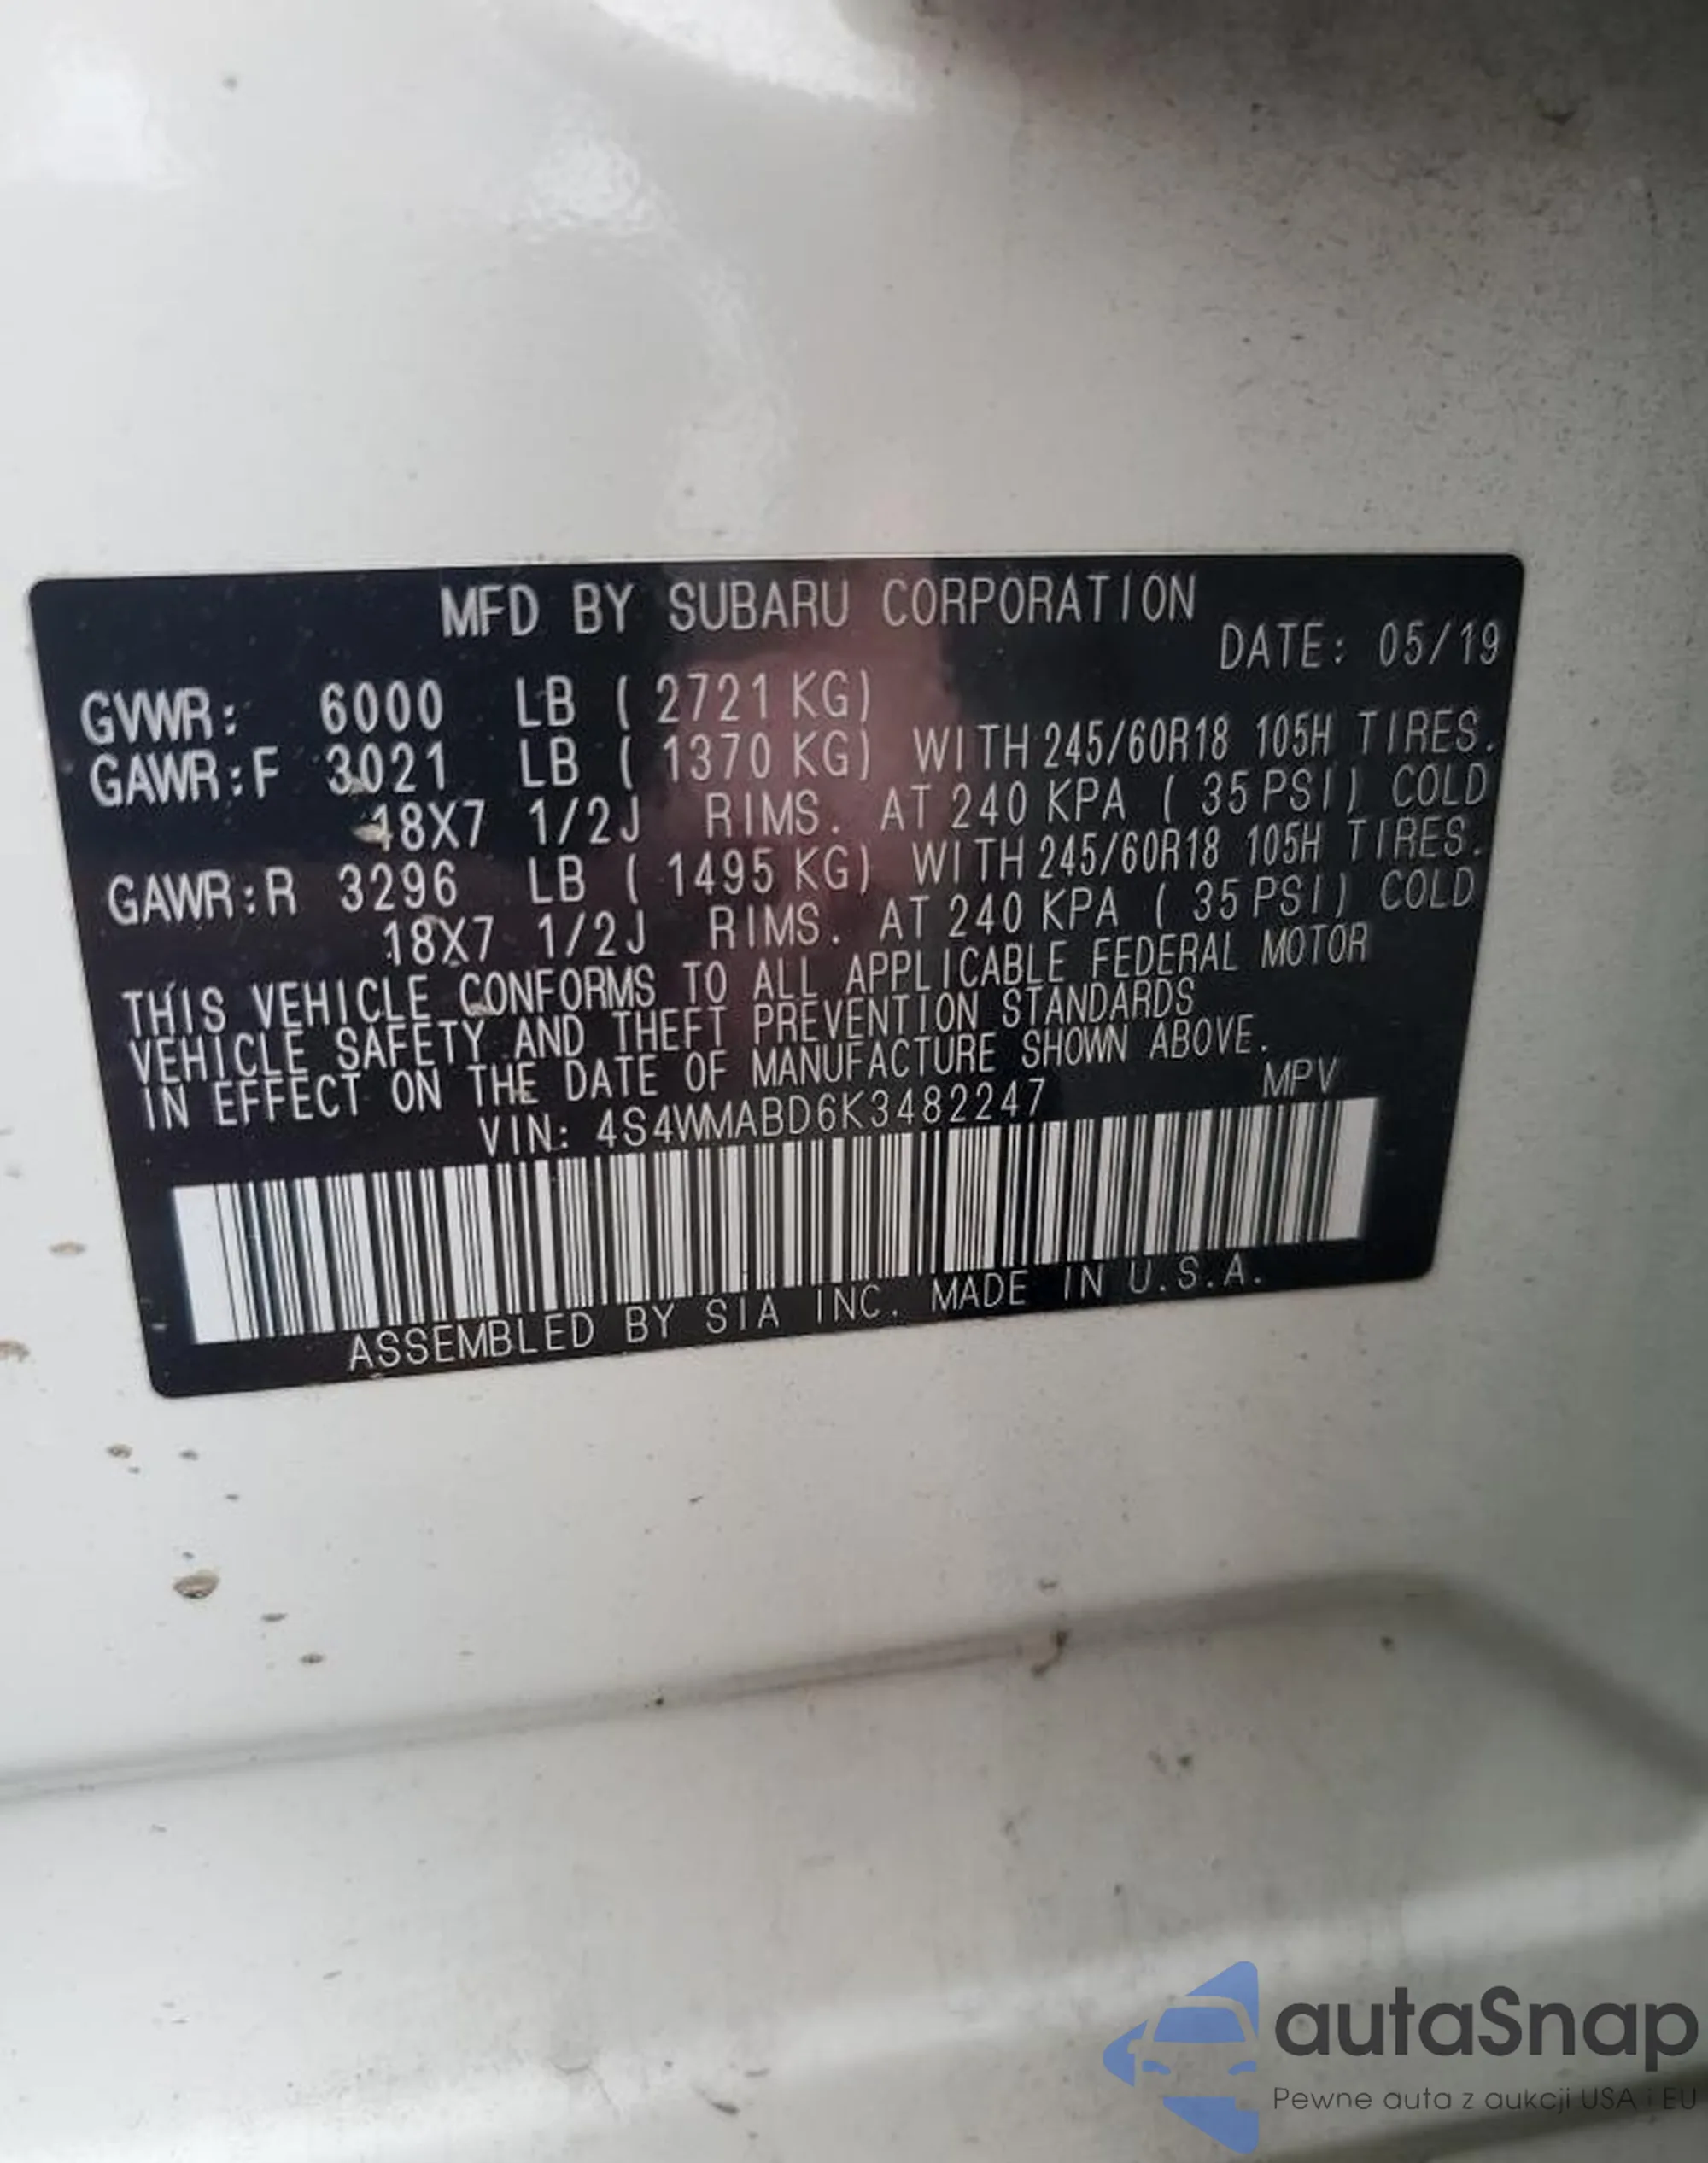 MFD BY SUBARU CORPORATION
DATE: 05/19
GVWR: 6000 LB ( 2721 KG)
GAWR:F 3021 LB ( 1370 KG) WITH 245/60R18 105H TIRES.
18X7 1/2J RIMS. AT 240 KPA ( 35 PSI) COLD
GAWR:R 3296 LB ( 1495 KG) WITH 245/60R18 105H TIRES.
18X7 1/2J RIMS. AT 240 KPA ( 35 PSI) COLD
THIS VEHICLE CONFORMS TO ALL APPLICABLE FEDERAL MOTOR
VEHICLE SAFETY AND THEFT PREVENTION STANDARDS
IN EFFECT ON THE DATE OF MANUFACTURE SHOWN ABOVE.
VIN: 4S4WMABD6K3482247 MPV
ASSEMBLED BY SIA INC. MADE IN U.S.A.
autaSnap
Pewne auta z aukcji USA i EU